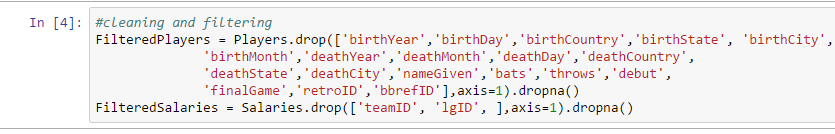 In [4]: #cleaning and filtering
FilteredPlayers = Players.drop(['birthYear','birthDay','birthCountry','birthState', 'birthCity',
'birthMonth','deathYear','deathMonth','deathDay','deathCountry',
'deathState','deathCity','nameGiven','bats','throws','debut',
'finalGame','retroID','bbrefID'],axis=1).dropna()
FilteredSalaries = Salaries.drop(['teamID', 'lgID', ],axis=1).dropna()